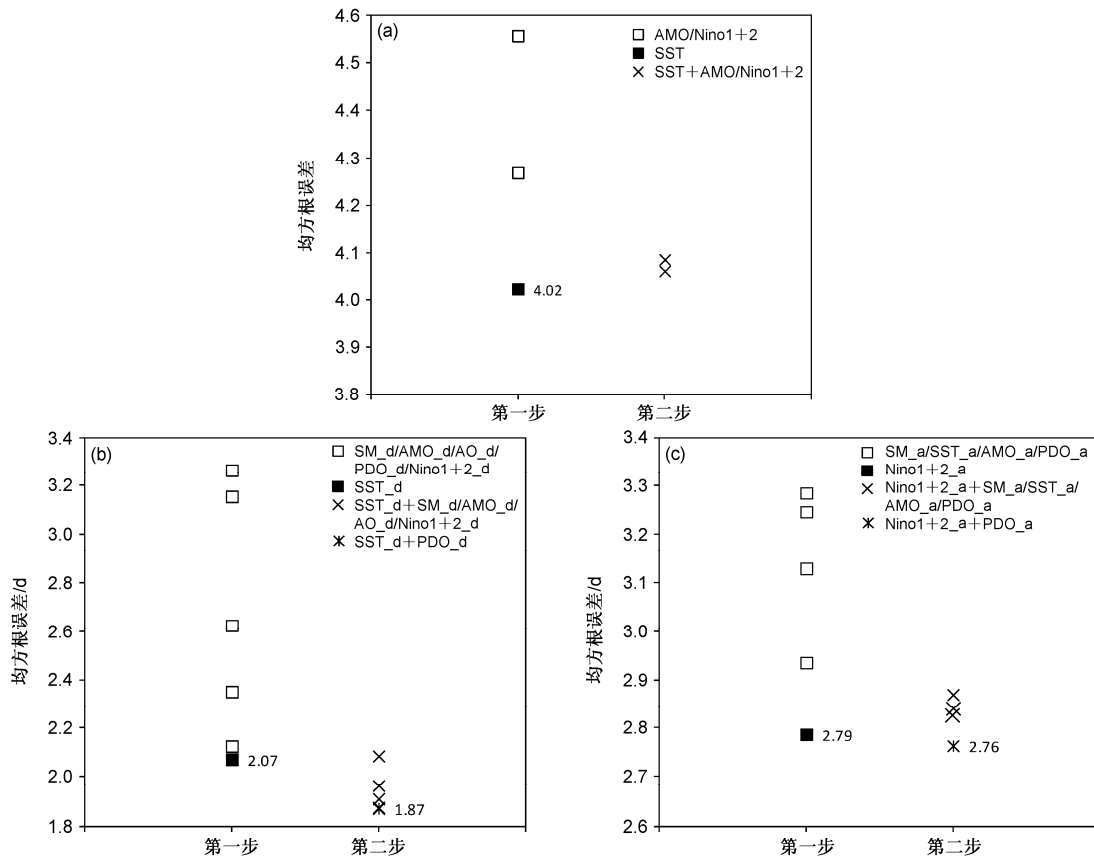 (a)
AMO/Nino1+2
SST
SST+AMO/Nino1+2
均方根误差
4.6
4.5
4.4
4.3
4.2
4.1
4.0
3.9
3.8
4.02
第一步
第二步
(b)
SM_d/AMO_d/AO_d/
PDO_d/Nino1+2_d
SST_d
SST_d+SM_d/AMO_d/
AO_d/Nino1+2_d
SST_d+PDO_d
均方根误差/d
3.4
3.2
3.0
2.8
2.6
2.4
2.2
2.0
1.8
2.07
1.87
第一步
第二步
(c)
SM_a/SST_a/AMO_a/PDO_a
Nino1+2_a
Nino1+2_a+SM_a/SST_a/
AMO_a/PDO_a
Nino1+2_a+PDO_a
均方根误差/d
3.4
3.3
3.2
3.1
3.0
2.9
2.8
2.7
2.6
2.79
2.76
第一步
第二步